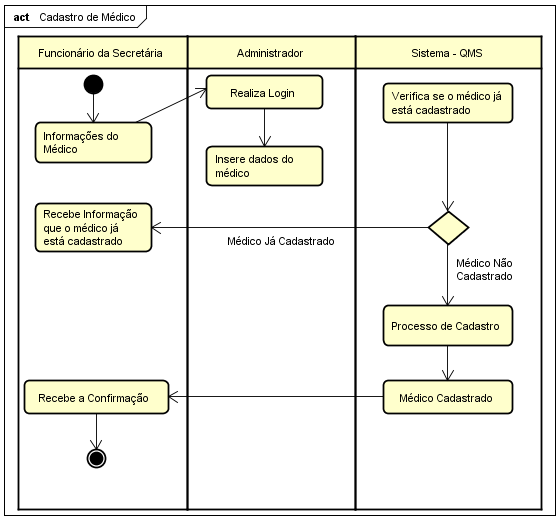 act Cadastro de Médico
Funcionário da Secretária
Administrador
Sistema - QMS
Realiza Login
Verifica se o médico já
está cadastrado
Informações do
Médico
Insere dados do
médico
Recebe Informação
que o médico já
está cadastrado
Médico Já Cadastrado
Médico Não
Cadastrado
Processo de Cadastro
Recebe a Confirmação
Médico Cadastrado